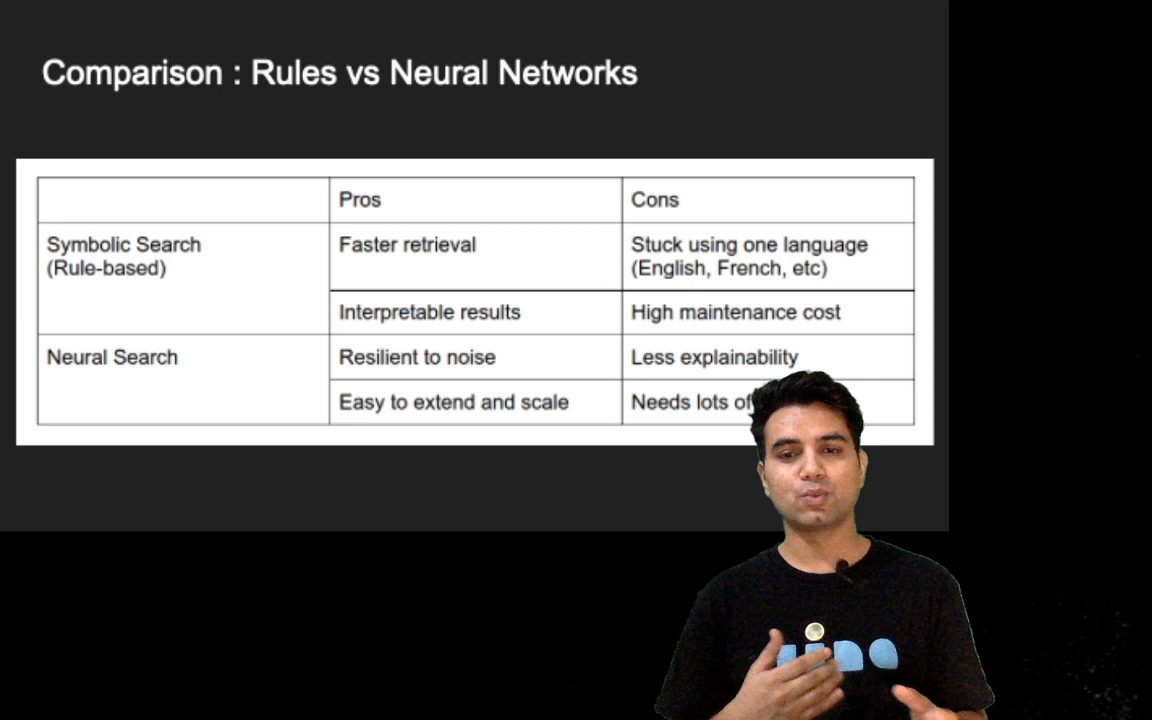 Comparison : Rules vs Neural Networks
Pros
Cons
Symbolic Search
(Rule-based)
Faster retrieval
Stuck using one language
(English, French, etc)
Interpretable results
High maintenance cost
Neural Search
Resilient to noise
Less explainability
Easy to extend and scale
Needs lots of